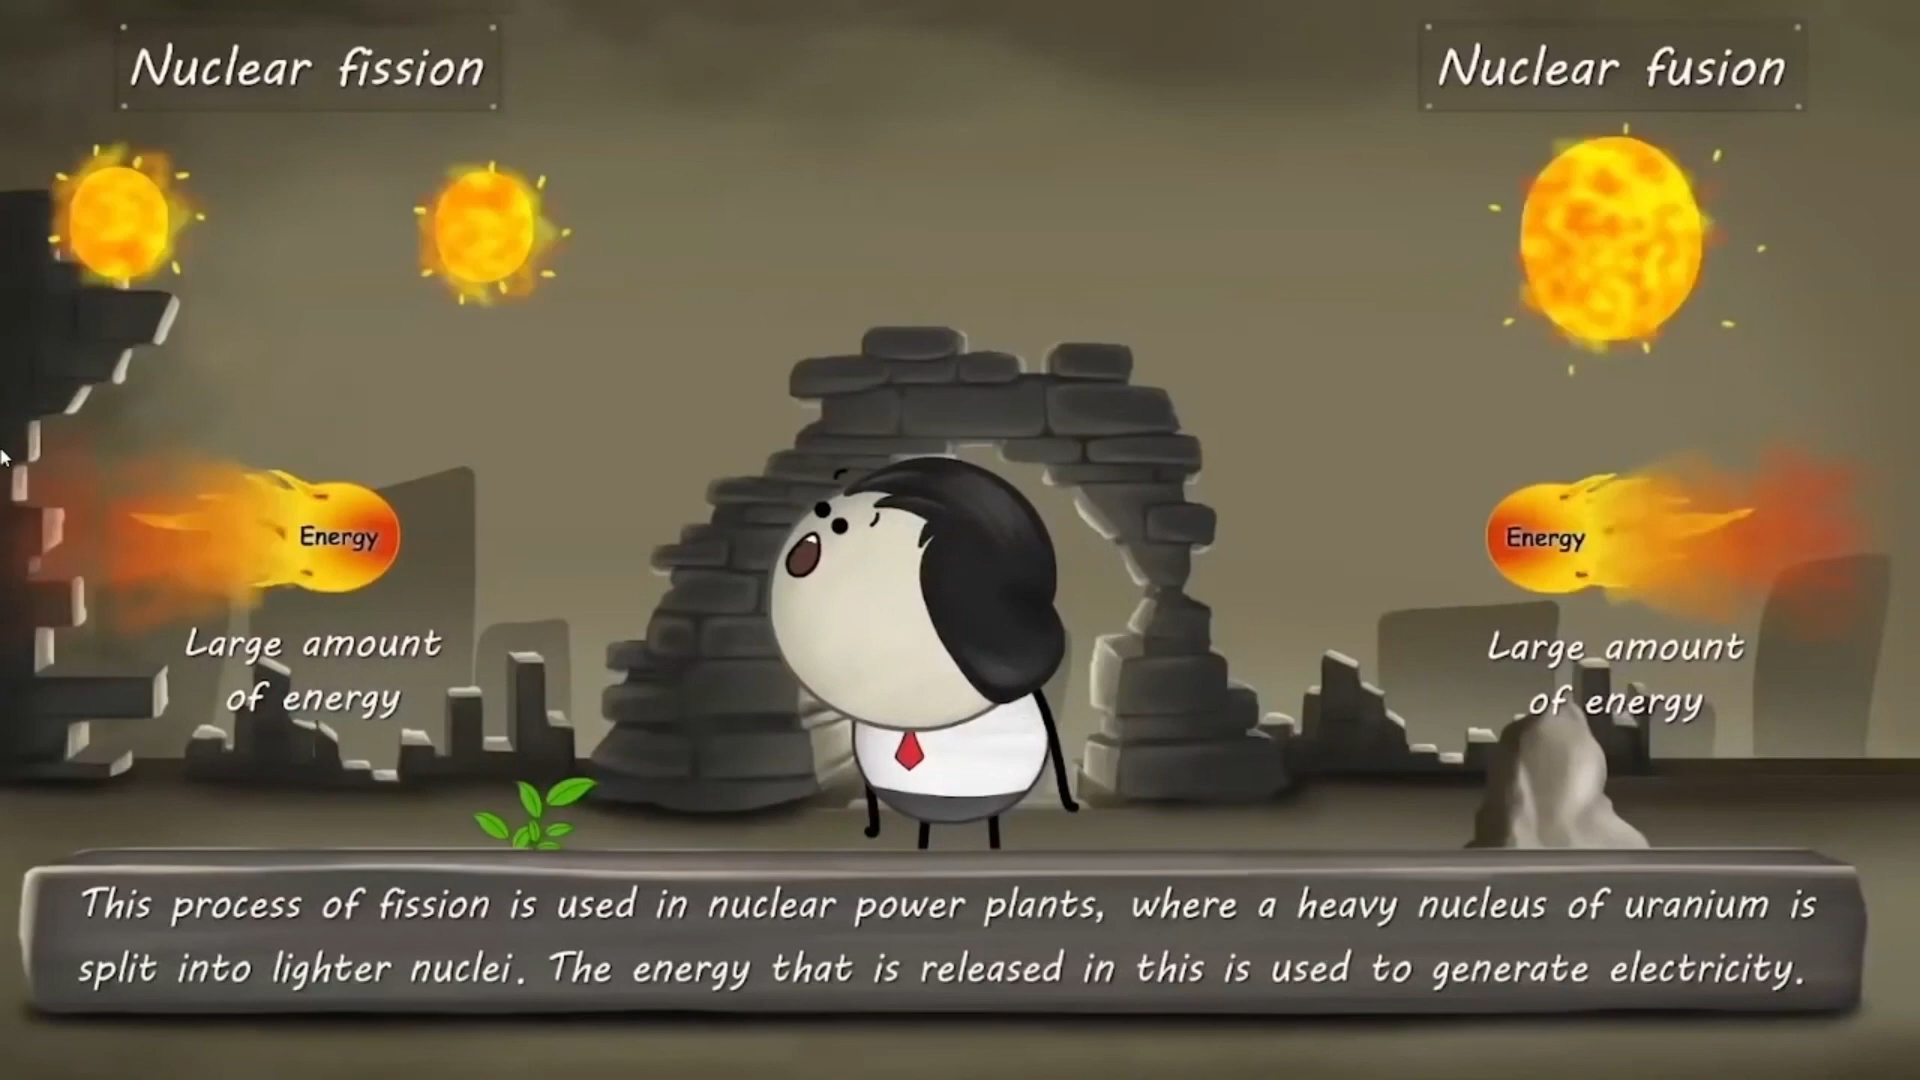 Nuclear fission
Nuclear fusion
Energy
Energy
Large amount
of energy
Large amount
of energy
This process of fission is used in nuclear power plants, where a heavy nucleus of uranium is
split into lighter nuclei. The energy that is released in this is used to generate electricity.